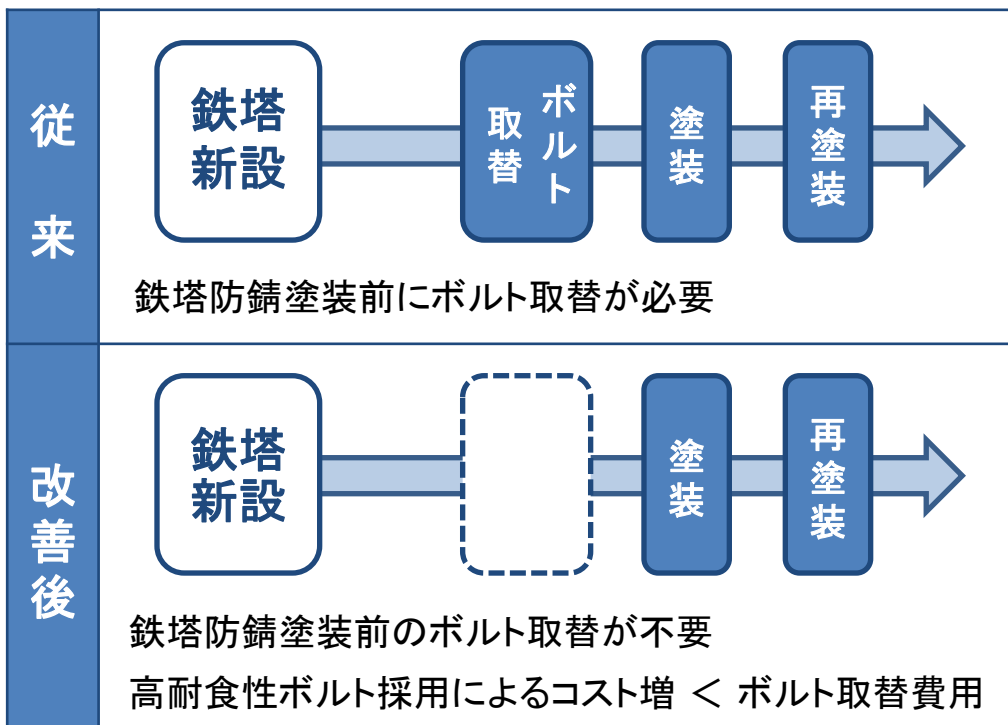 従来
鉄塔
新設
ボルト
取替
塗装
再塗装
鉄塔防錆塗装前にボルト取替が必要
改善後
鉄塔
新設
塗装
再塗装
鉄塔防錆塗装前のボルト取替が不要
高耐食性ボルト採用によるコスト増 < ボルト取替費用